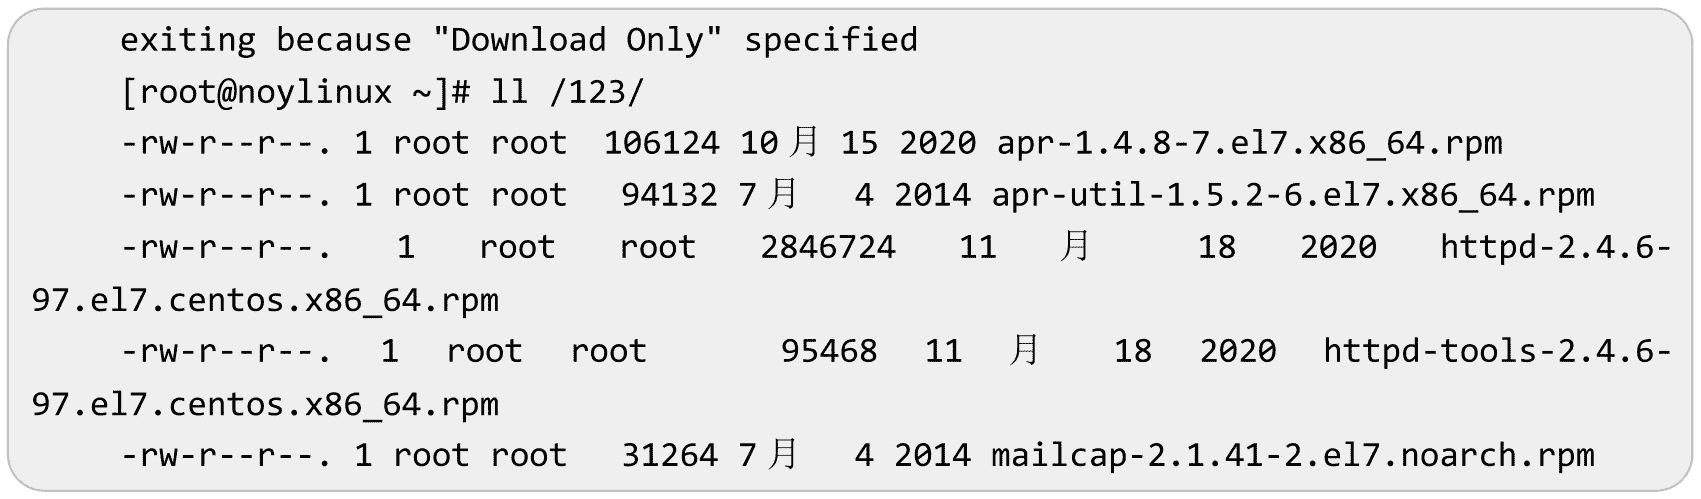 exiting because "Download Only" specified
[root@noylinux ~]# ll /123/
-rw-r--r--. 1 root root 106124 10月 15 2020 apr-1.4.8-7.el7.x86_64.rpm
-rw-r--r--. 1 root root 94132 7月 4 2014 apr-util-1.5.2-6.el7.x86_64.rpm
-rw-r--r--. 1 root root 2846724 11 月 18 2020 httpd-2.4.6-
97.el7.centos.x86_64.rpm
-rw-r--r--. 1 root root 95468 11 月 18 2020 httpd-tools-2.4.6-
97.el7.centos.x86_64.rpm
-rw-r--r--. 1 root root 31264 7月 4 2014 mailcap-2.1.41-2.el7.noarch.rpm